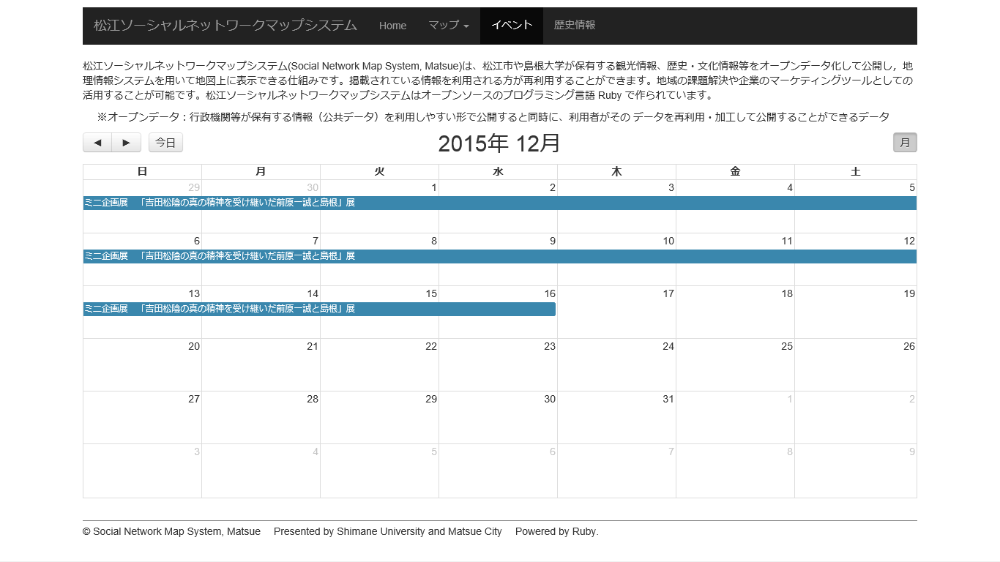 松江ソーシャルネットワークマップシステム Home マップ イベント 歴史情報
松江ソーシャルネットワークマップシステム(Social Network Map System, Matsue)は、松江市や島根大学が保有する観光情報、歴史・文化情報等をオープンデータ化して公開し，地
理情報システムを用いて地図上に表示できる仕組みです。掲載されている情報を利用される方が再利用することができます。地域の課題解決や企業のマーケティングツールとしての
活用することが可能です。松江ソーシャルネットワークマップシステムはオープンソースのプログラミング言語 Ruby で作られています。
※オープンデータ：行政機関等が保有する情報（公共データ）を利用しやすい形で公開すると同時に、利用者がその データを再利用・加工して公開することができるデータ
◄ ► 今日 2015年 12月 月
日 月 火 水 木 金 土
29 30 1 2 3 4 5
ミニ企画展　「吉田松陰の真の精神を受け継いだ前原一誠と島根」展
6 7 8 9 10 11 12
ミニ企画展　「吉田松陰の真の精神を受け継いだ前原一誠と島根」展
13 14 15 16 17 18 19
ミニ企画展　「吉田松陰の真の精神を受け継いだ前原一誠と島根」展
20 21 22 23 24 25 26
27 28 29 30 31 1 2
3 4 5 6 7 8 9
© Social Network Map System, Matsue Presented by Shimane University and Matsue City Powered by Ruby.